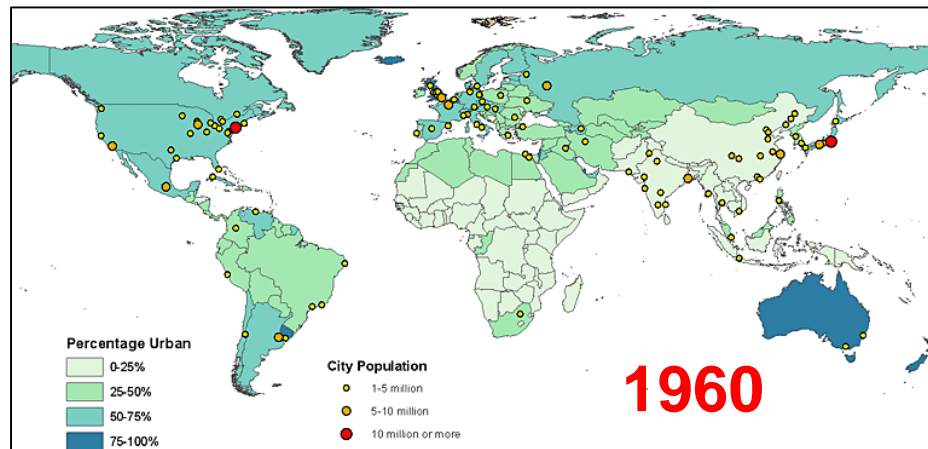 Percentage Urban
0-25%
25-50%
50-75%
75-100%
City Population
1-5 million
5-10 million
10 million or more
1960